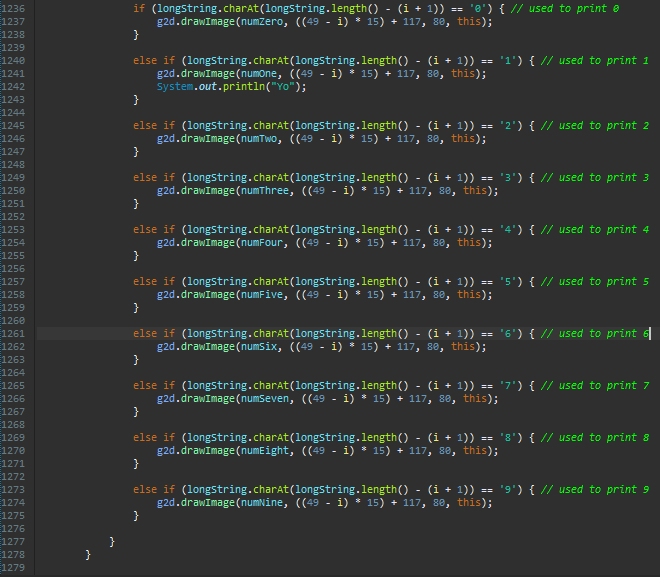 1236 if (longString.charAt(longString.length() - (i + 1)) == '0') { // used to print 0
1237 g2d.drawImage(numZero, ((49 - i) * 15) + 117, 80, this);
1238 }
1239
1240 else if (longString.charAt(longString.length() - (i + 1)) == '1') { // used to print 1
1241 g2d.drawImage(numOne, ((49 - i) * 15) + 117, 80, this);
1242 System.out.println("Yo");
1243 }
1244
1245 else if (longString.charAt(longString.length() - (i + 1)) == '2') { // used to print 2
1246 g2d.drawImage(numTwo, ((49 - i) * 15) + 117, 80, this);
1247 }
1248
1249 else if (longString.charAt(longString.length() - (i + 1)) == '3') { // used to print 3
1250 g2d.drawImage(numThree, ((49 - i) * 15) + 117, 80, this);
1251 }
1252
1253 else if (longString.charAt(longString.length() - (i + 1)) == '4') { // used to print 4
1254 g2d.drawImage(numFour, ((49 - i) * 15) + 117, 80, this);
1255 }
1256
1257 else if (longString.charAt(longString.length() - (i + 1)) == '5') { // used to print 5
1258 g2d.drawImage(numFive, ((49 - i) * 15) + 117, 80, this);
1259 }
1260
1261 else if (longString.charAt(longString.length() - (i + 1)) == '6') { // used to print 6
1262 g2d.drawImage(numSix, ((49 - i) * 15) + 117, 80, this);
1263 }
1264
1265 else if (longString.charAt(longString.length() - (i + 1)) == '7') { // used to print 7
1266 g2d.drawImage(numSeven, ((49 - i) * 15) + 117, 80, this);
1267 }
1268
1269 else if (longString.charAt(longString.length() - (i + 1)) == '8') { // used to print 8
1270 g2d.drawImage(numEight, ((49 - i) * 15) + 117, 80, this);
1271 }
1272
1273 else if (longString.charAt(longString.length() - (i + 1)) == '9') { // used to print 9
1274 g2d.drawImage(numNine, ((49 - i) * 15) + 117, 80, this);
1275 }
1276
1277 }
1278 }
1279